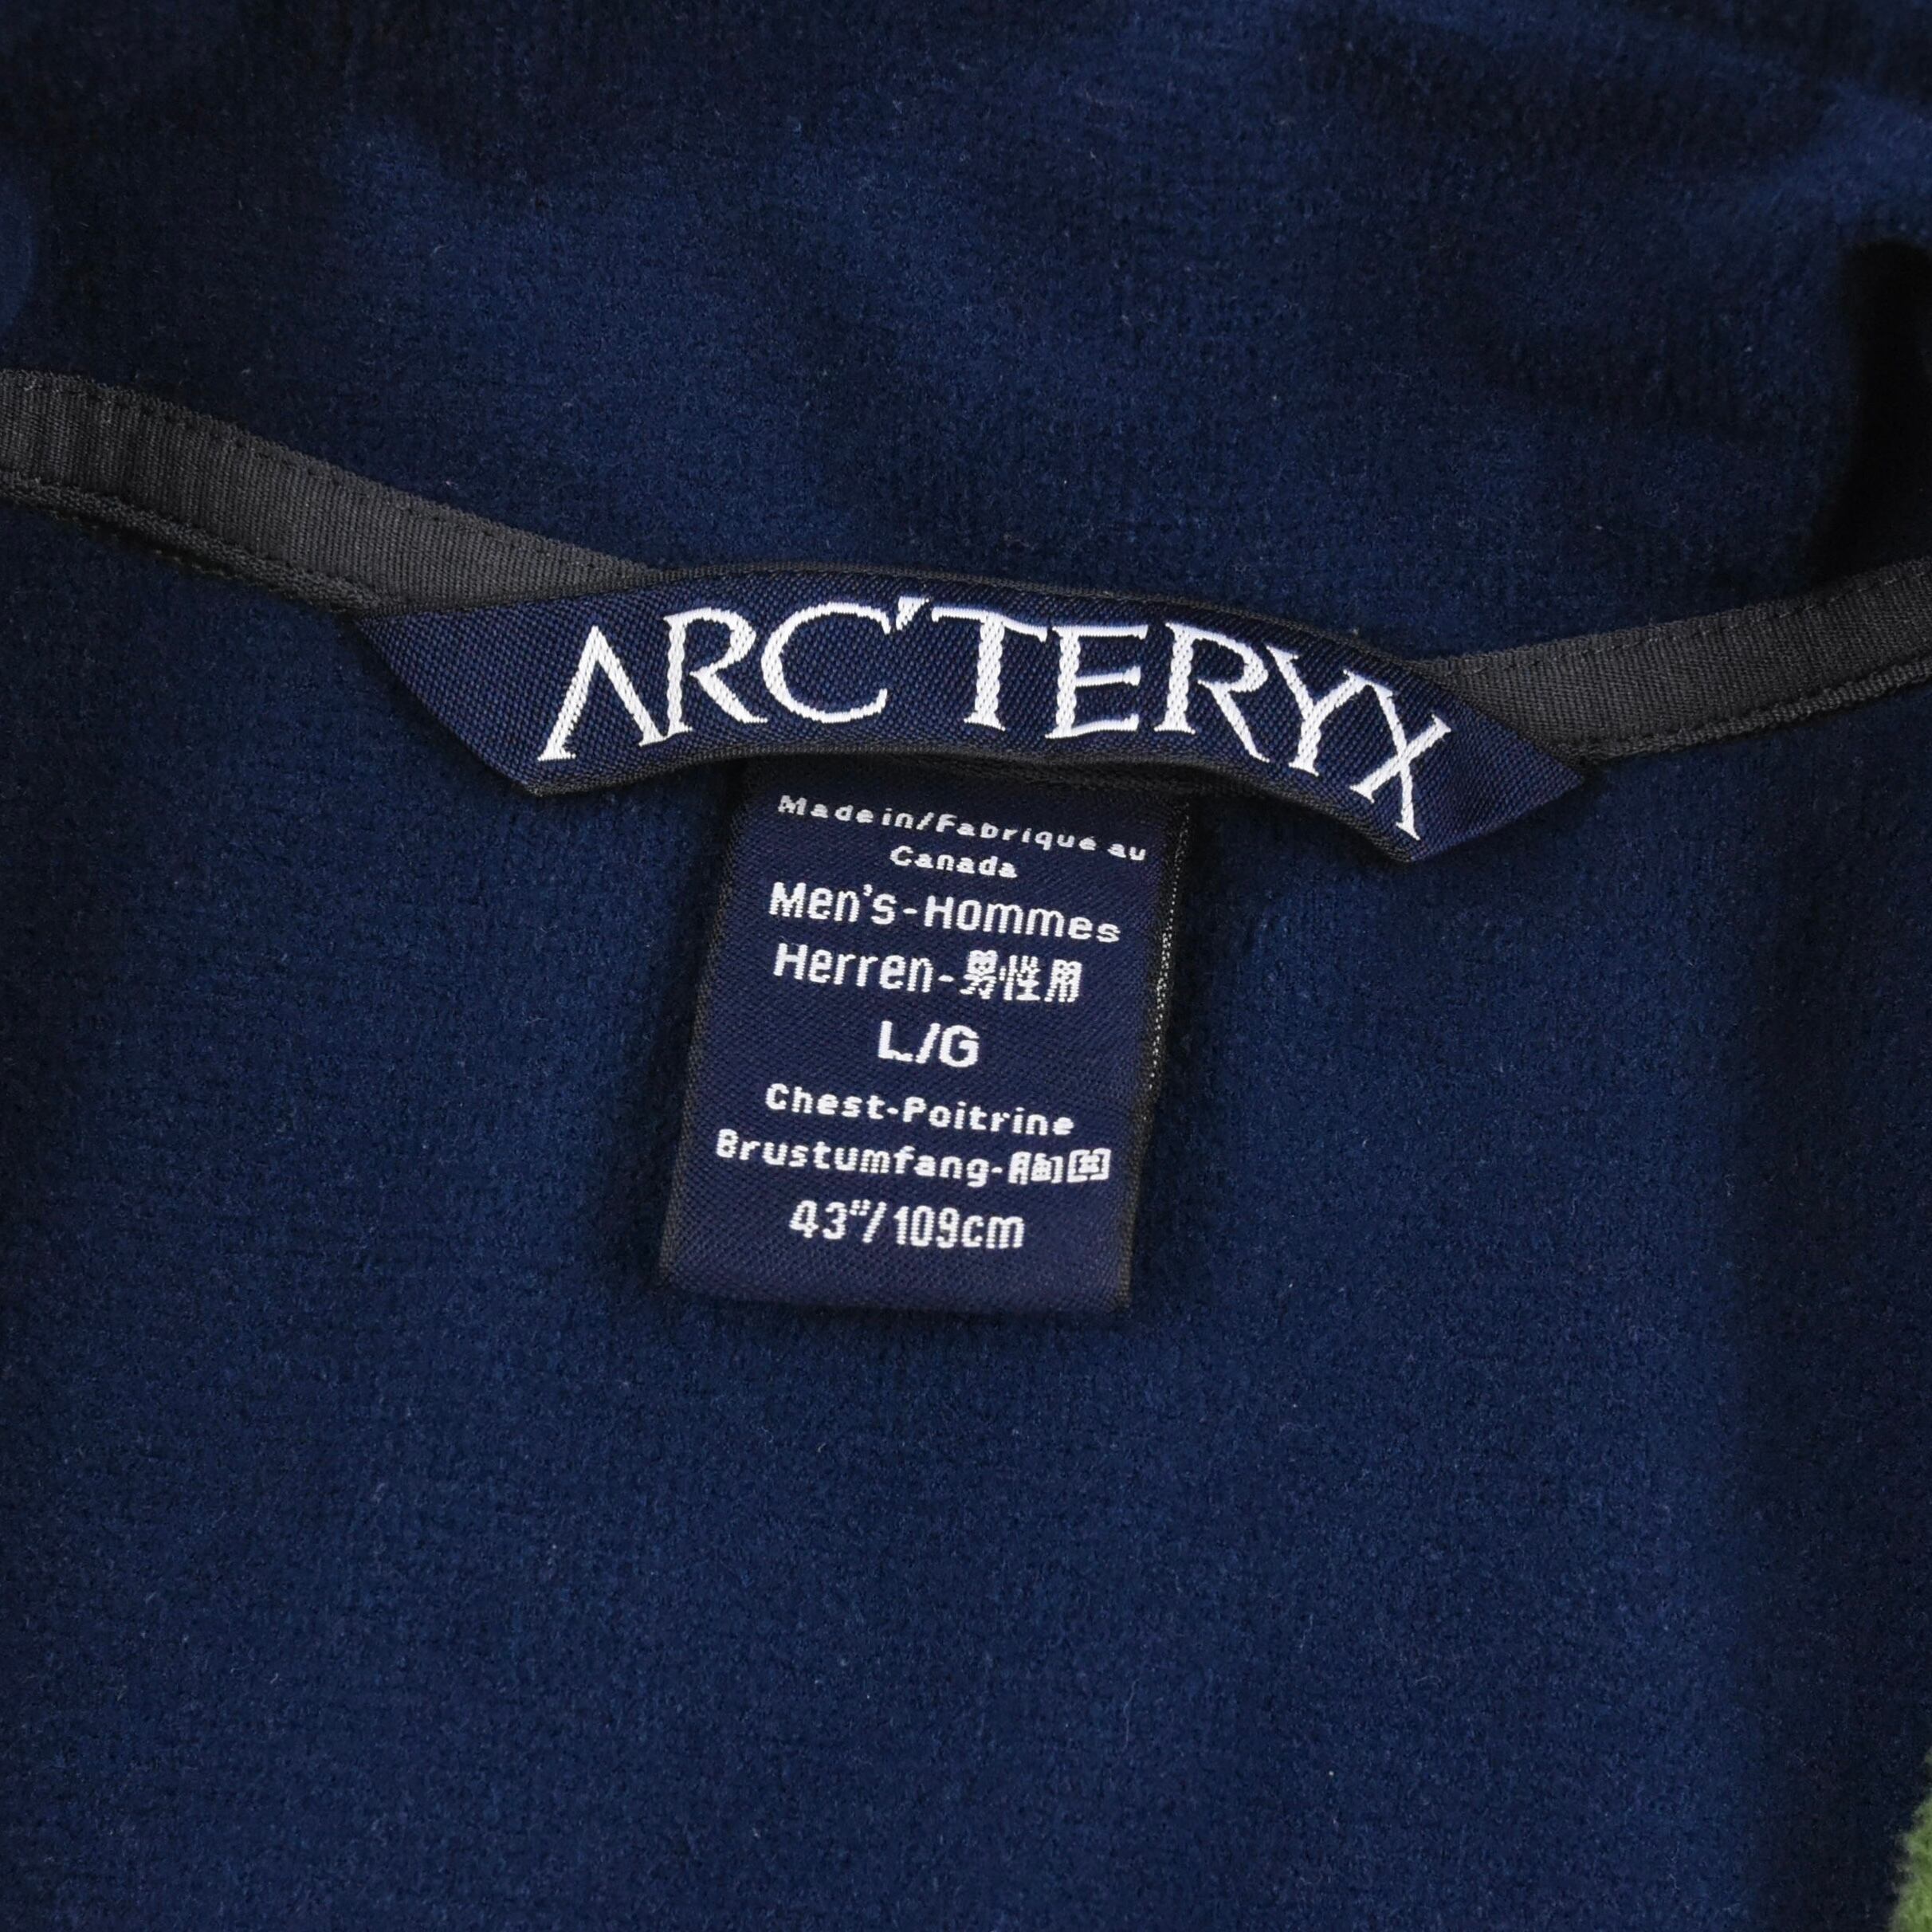 ARC'TERYX
Made in/Fabriqué au
Canada
Men's-Hommes
Herren-男性用
L/G
Chest-Poitrine
Brustumfang-胸囲
43"/109cm